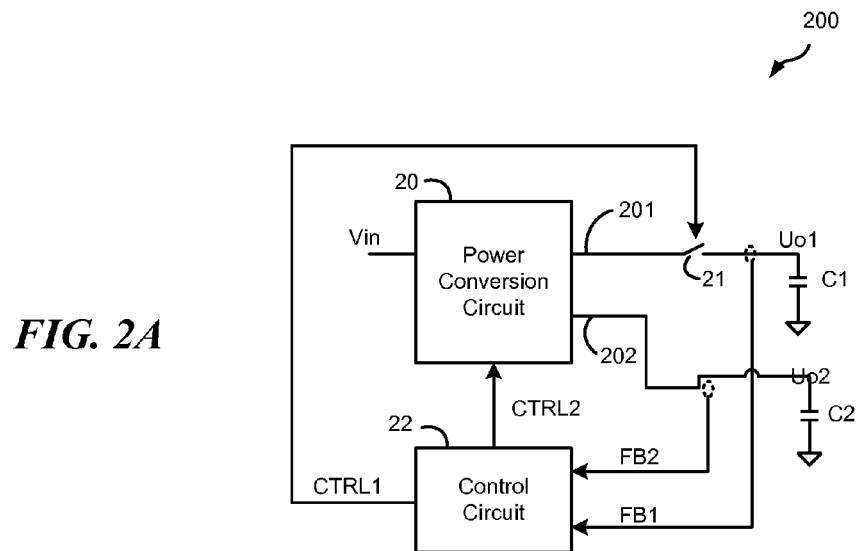 200
20
201
Vin
Power
Conversion
Circuit
Uo1
21
C1
FIG. 2A
202
Uo2
CTRL2
C2
22
FB2
CTRL1
Control
Circuit
FB1